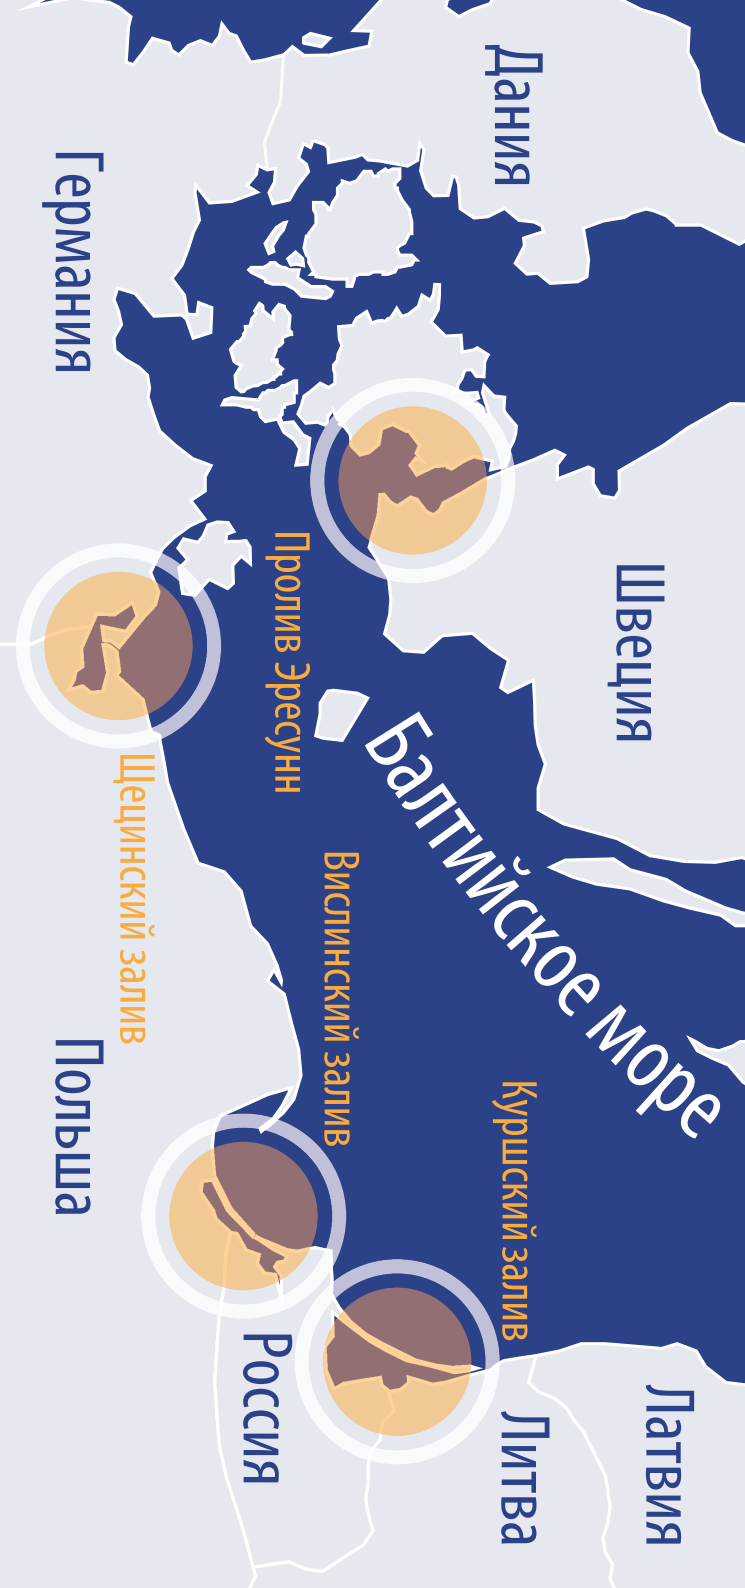 Дания
Швеция
Латвия
Литва
Балтийское море
Куршский залив
Пролив Эресунн
Вислинский залив
Россия
Щецинский залив
Германия
Польша